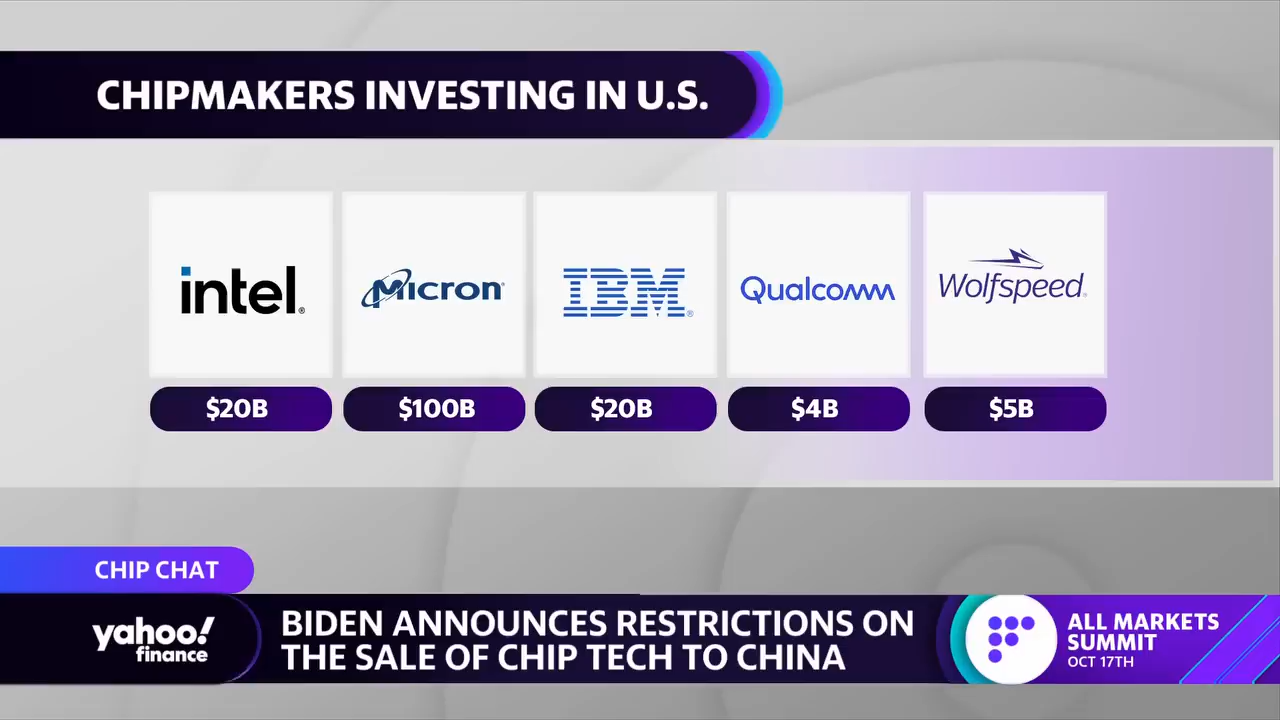 CHIPMAKERS INVESTING IN U.S.
intel®
Micron®
IBM®
Qualcomm
Wolfspeed®
$20B
$100B
$20B
$4B
$5B
CHIP CHAT
yahoo!
finance
BIDEN ANNOUNCES RESTRICTIONS ON
THE SALE OF CHIP TECH TO CHINA
ALL MARKETS
SUMMIT
OCT 17TH